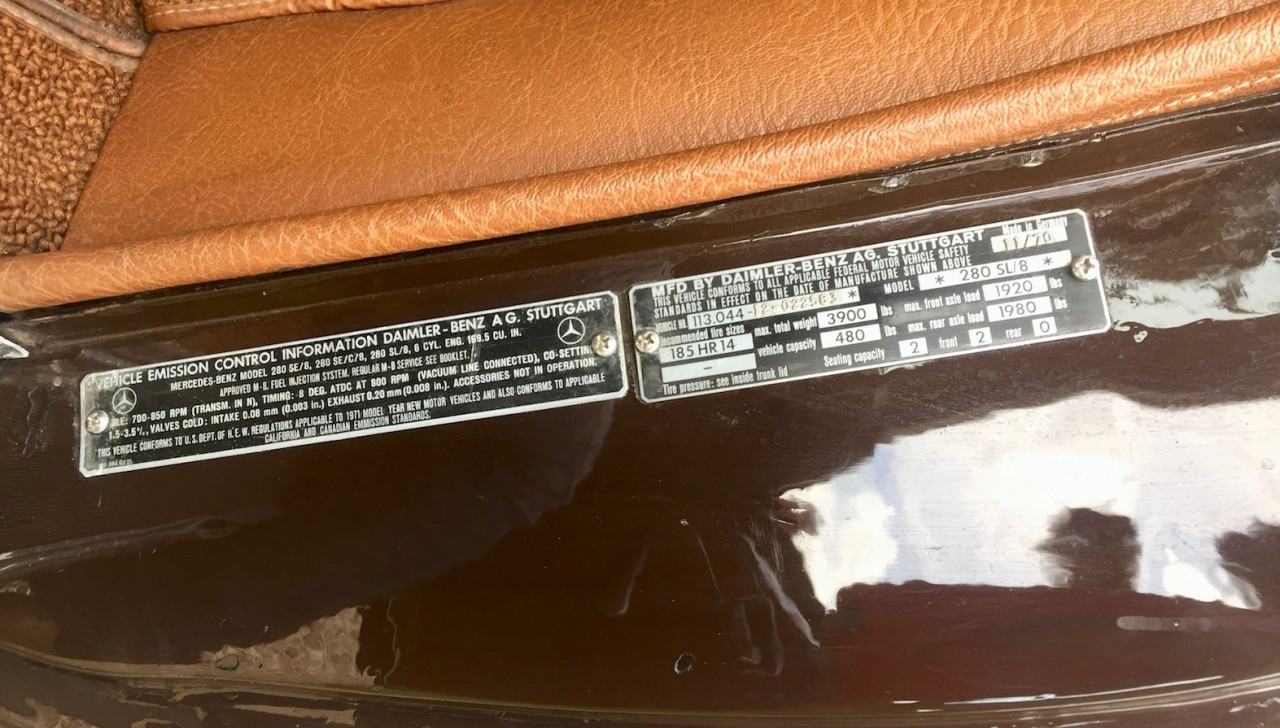 VEHICLE EMISSION CONTROL INFORMATION DAIMLER-BENZ A G. STUTTGART
MERCEDES-BENZ MODEL 280 SE/8, 280 SE/C/8, 280 SL/8, 6 CYL. ENG. 169.5 CU. IN.
APPROVED M-B. FUEL INJECTION SYSTEM. REGULAR M-B SERVICE SEE BOOKLET.
IDLE: 700-850 RPM (TRANSM. IN N), TIMING: 8 DEG. ATDC AT 800 RPM (VACUUM LINE CONNECTED), CO-SETTING
1.5-3.5%, VALVES COLD: INTAKE 0.08 mm (0.003 in.) EXHAUST 0.20 mm (0.008 in.) ACCESSORIES NOT IN OPERATION.
THIS VEHICLE CONFORMS TO U.S. DEPT. OF H.E.W. REGULATIONS APPLICABLE TO 1971 MODEL YEAR NEW MOTOR VEHICLES AND ALSO CONFORMS TO APPLICABLE
CALIFORNIA AND CANADIAN EMISSION STANDARDS.
Made in Germany
MFD BY DAIMLER-BENZ AG. STUTTGART 11/70
THIS VEHICLE CONFORMS TO ALL APPLICABLE FEDERAL MOTOR VEHICLE SAFETY
STANDARDS IN EFFECT ON THE DATE OF MANUFACTURE SHOWN ABOVE
VEHICLE NO. 113.044-12-022583 * MODEL * 280 SL/8 *
recommended tire sizes max. total weight 3900 lbs max. front axle load 1920 lbs
185 HR 14 vehicle capacity 480 lbs max. rear axle load 1980 lbs
– Seating capacity 2 front 2 rear 0
Tire pressure: see inside trunk lid